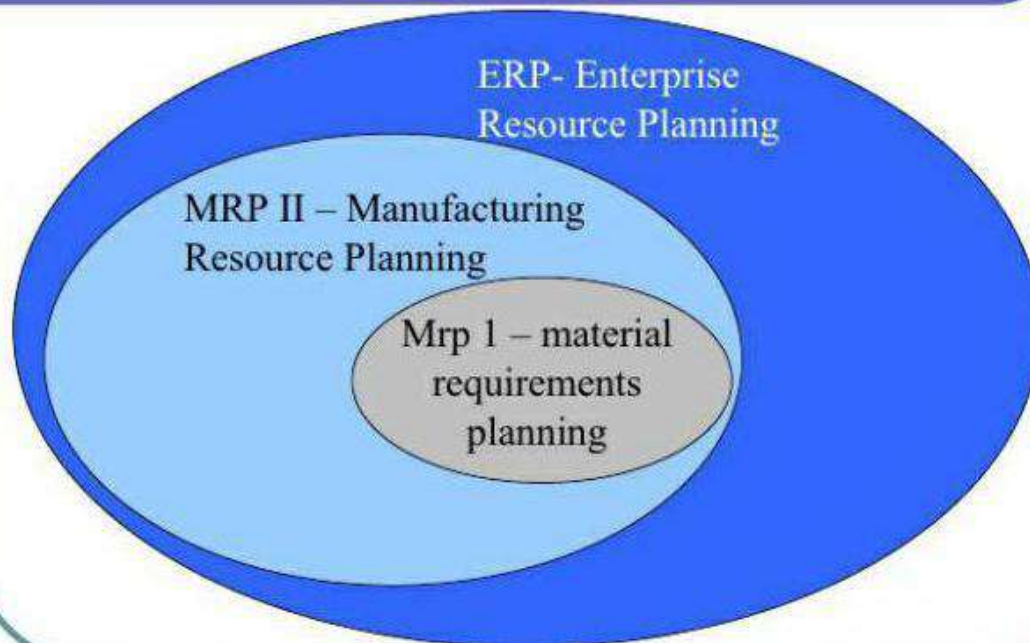 ERP- Enterprise
Resource Planning
MRP II – Manufacturing
Resource Planning
Mrp 1 – material
requirements
planning